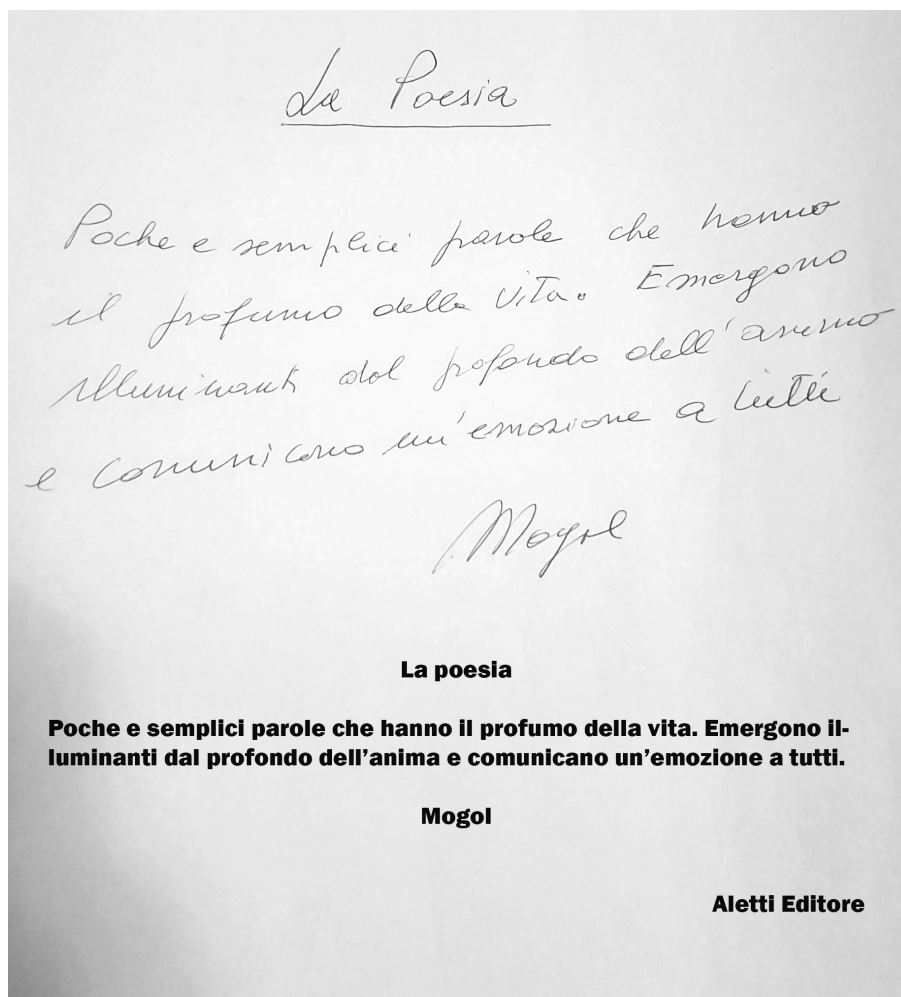 La Poesia
Poche e semplici parole che hanno
il profumo della vita. Emergono
illuminanti dal profondo dell'animo
e comunicano un'emozione a tutti
Mogol
La poesia
Poche e semplici parole che hanno il profumo della vita. Emergono il-
luminanti dal profondo dell’anima e comunicano un’emozione a tutti.
Mogol
Aletti Editore